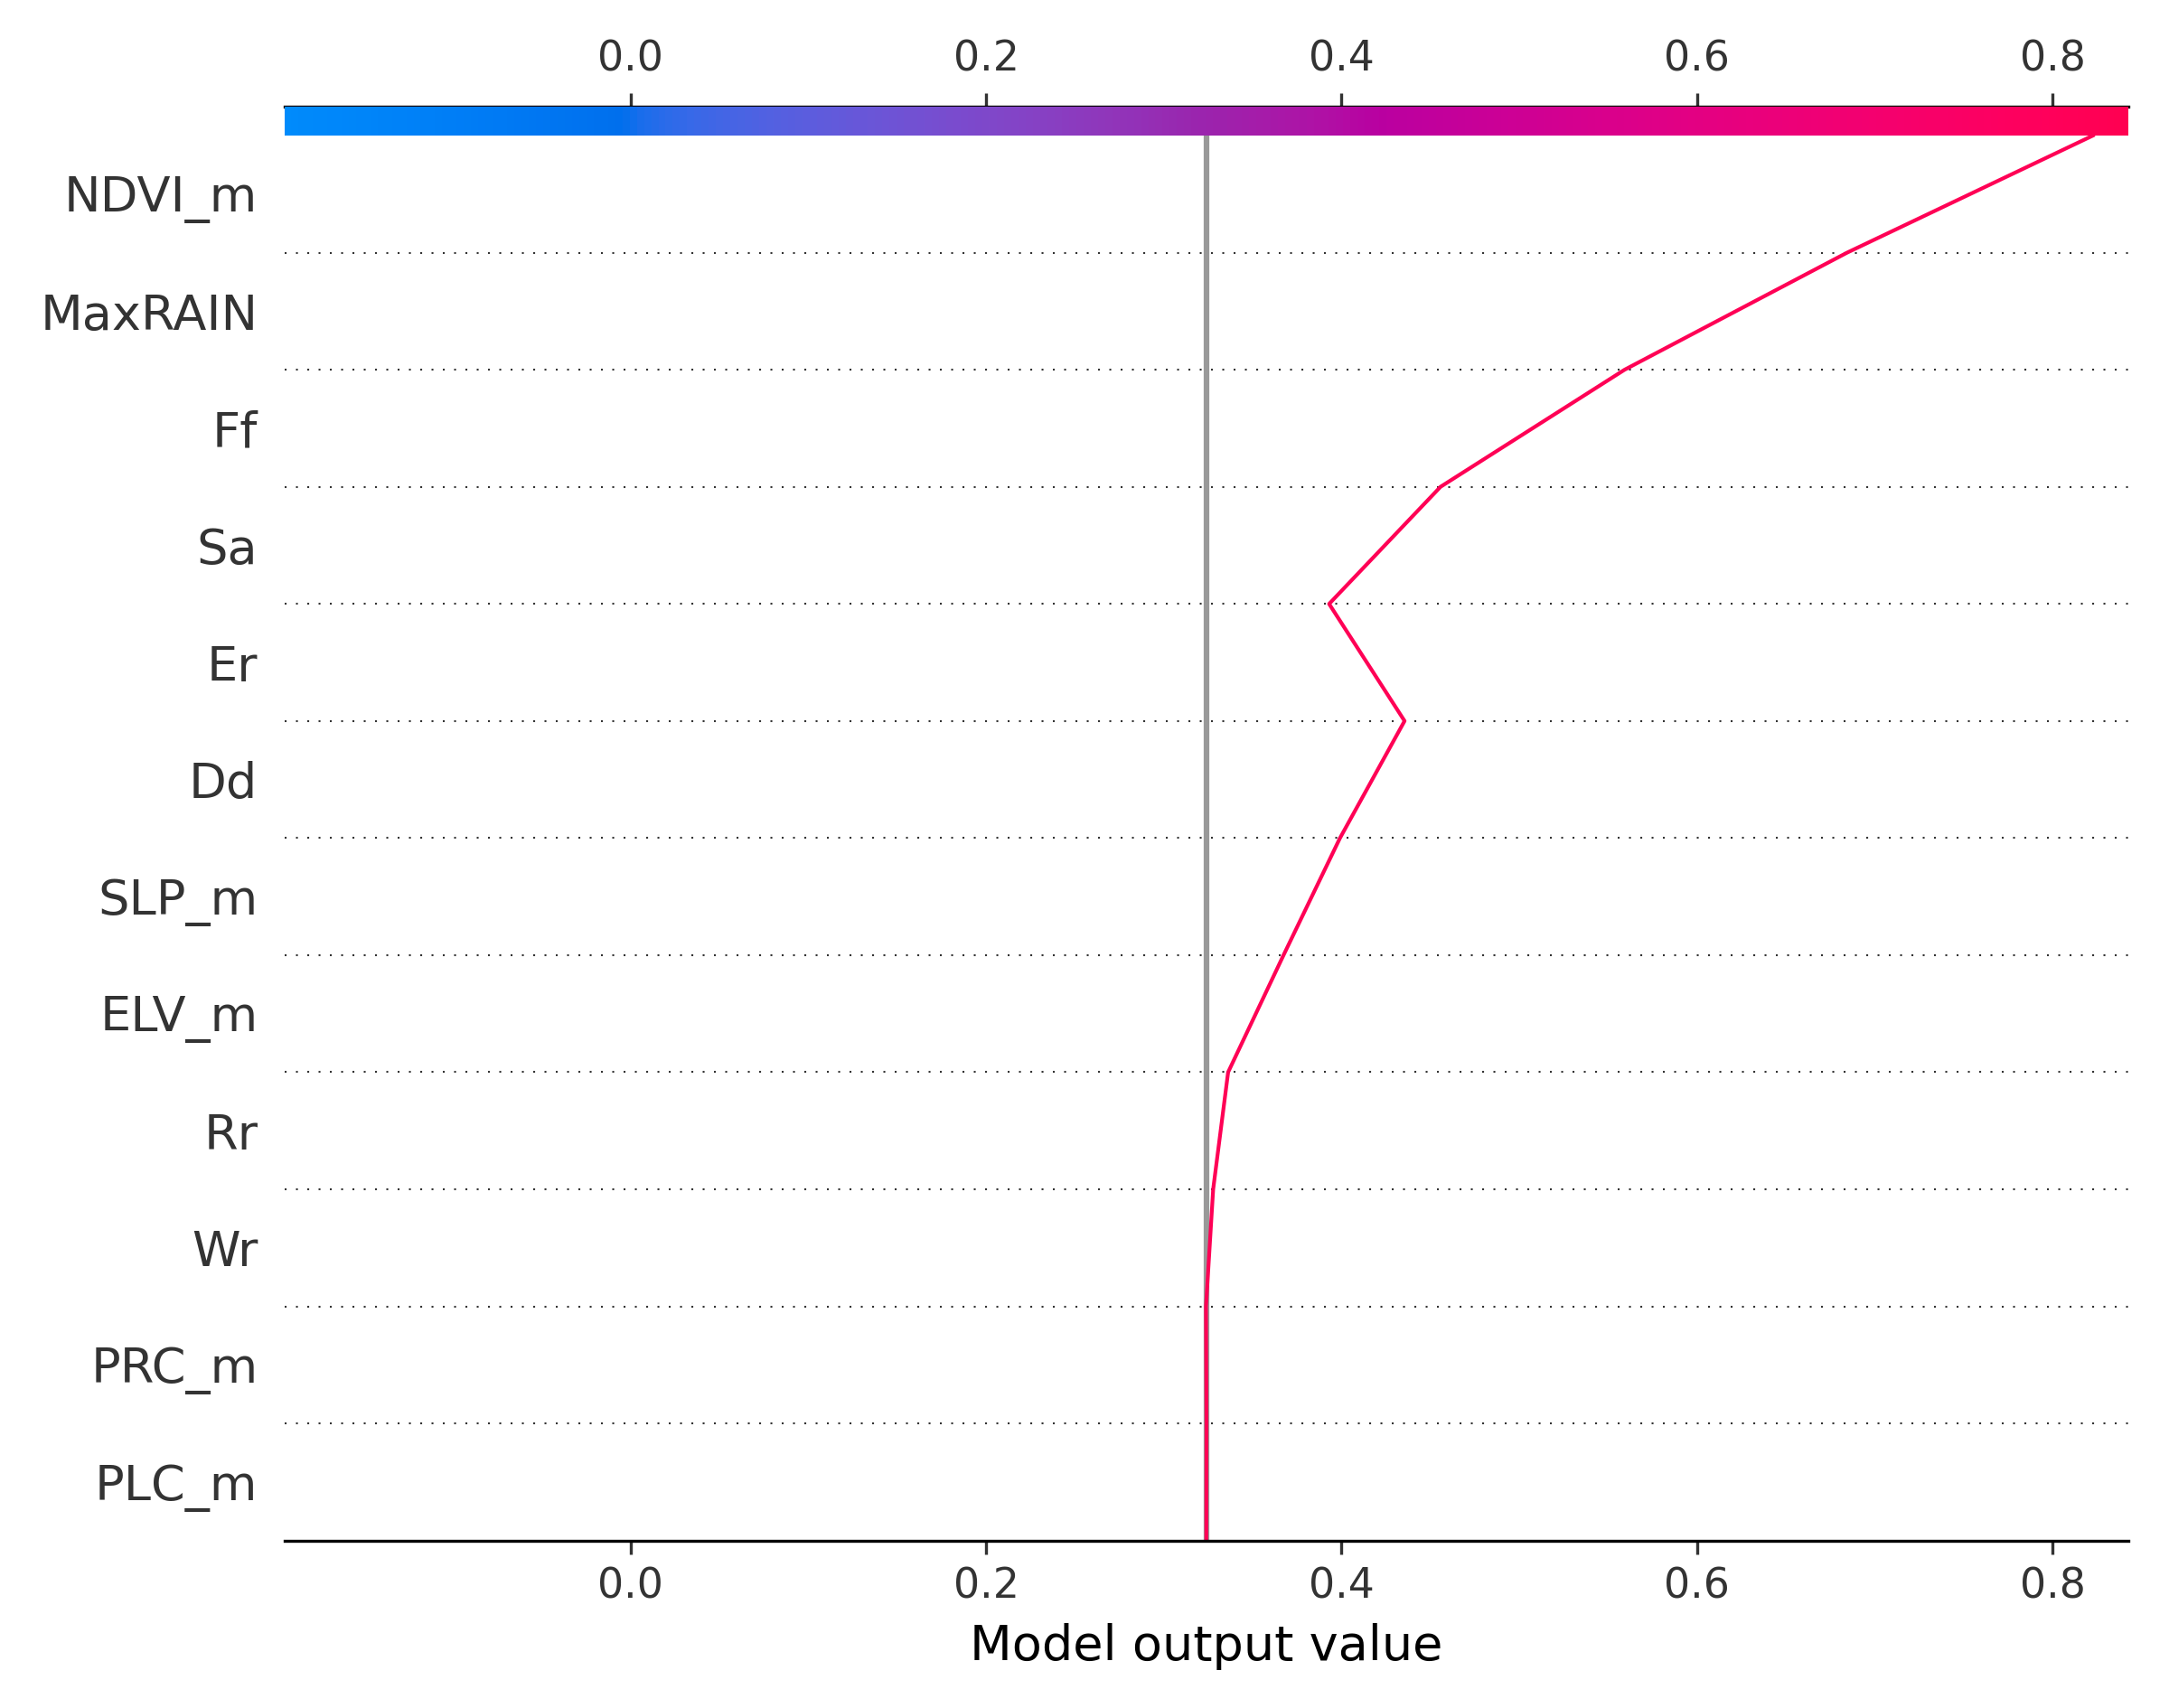 0.0 0.2 0.4 0.6 0.8
NDVI_m
MaxRAIN
Ff
Sa
Er
Dd
SLP_m
ELV_m
Rr
Wr
PRC_m
PLC_m
0.0 0.2 0.4 0.6 0.8
Model output value